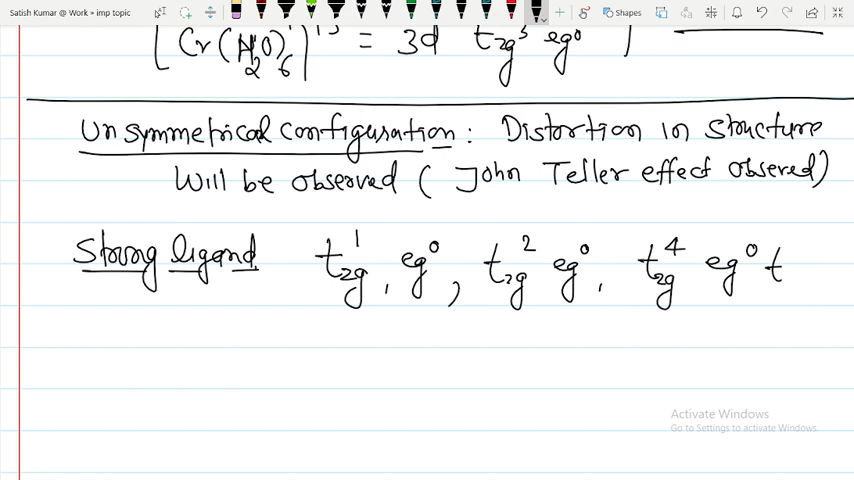 Satish Kumar @ Work » imp topic
Shapes
[Cr(H2O)6]+3 = 3d t2g3 eg0
Unsymmetrical configuration : Distortion in structure
Will be observed ( John Teller effect observed)
Strong ligand t2g1, eg0, t2g2 eg0, t2g4 eg0 t
Activate Windows
Go to Settings to activate Windows.